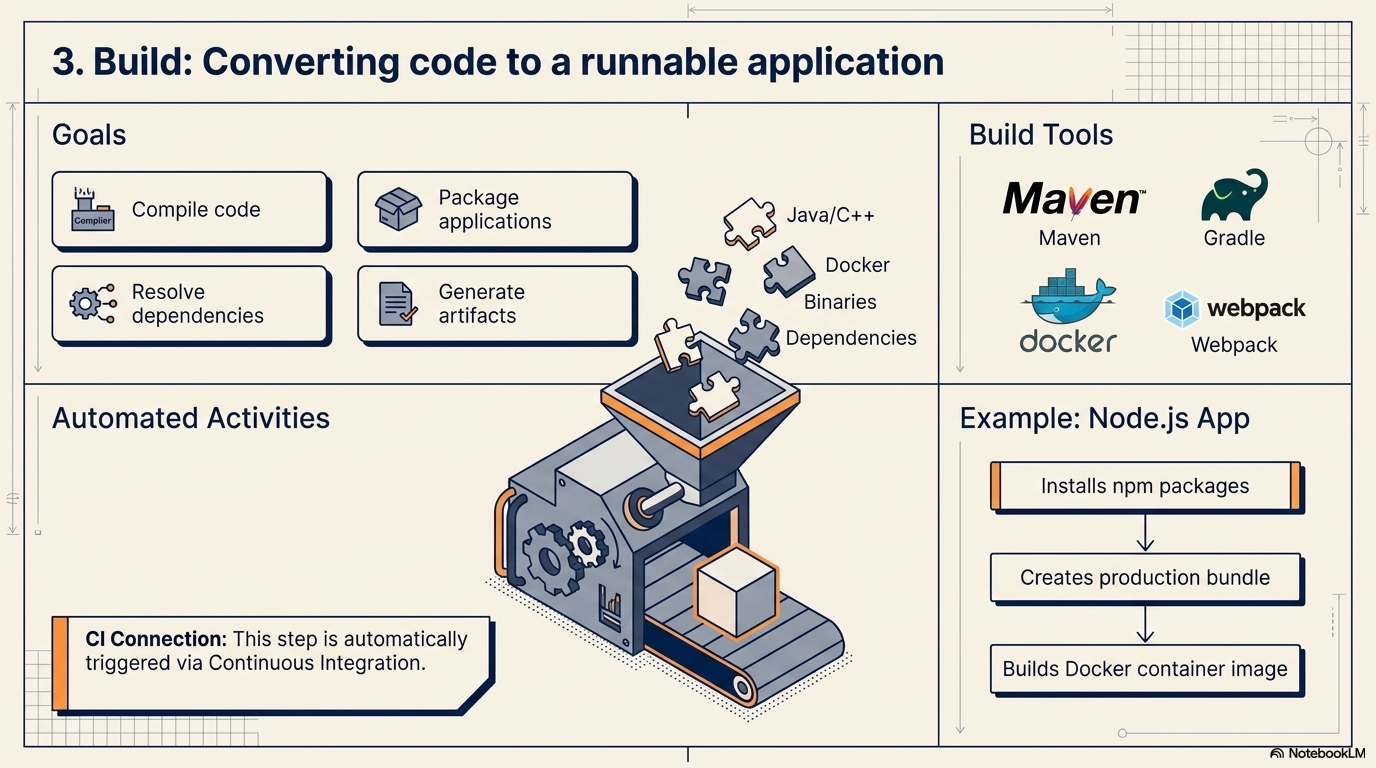 3. Build: Converting code to a runnable application
Goals
Complier
Compile code
Package
applications
Resolve
dependencies
Generate
artifacts
Java/C++
Docker
Binaries
Dependencies
Build Tools
Maven™
Maven
Gradle
docker
webpack
Webpack
Automated Activities
CI Connection: This step is automatically
triggered via Continuous Integration.
Example: Node.js App
Installs npm packages
Creates production bundle
Builds Docker container image
NotebookLM